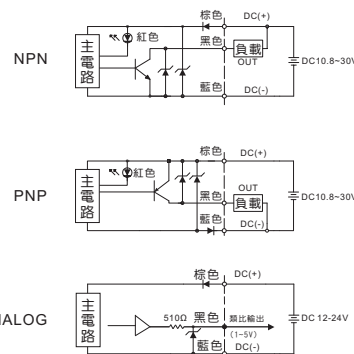 NPN
主電路
紅色
棕色
DC(+)
黑色
負載
OUT
藍色
DC(-)
DC10.8~30V
PNP
主電路
紅色
棕色
DC(+)
黑色
OUT
負載
藍色
DC(-)
DC10.8~30V
ALOG
主電路
棕色
DC(+)
510Ω
黑色
類比輸出
(1~5V)
藍色
DC(-)
DC 12-24V